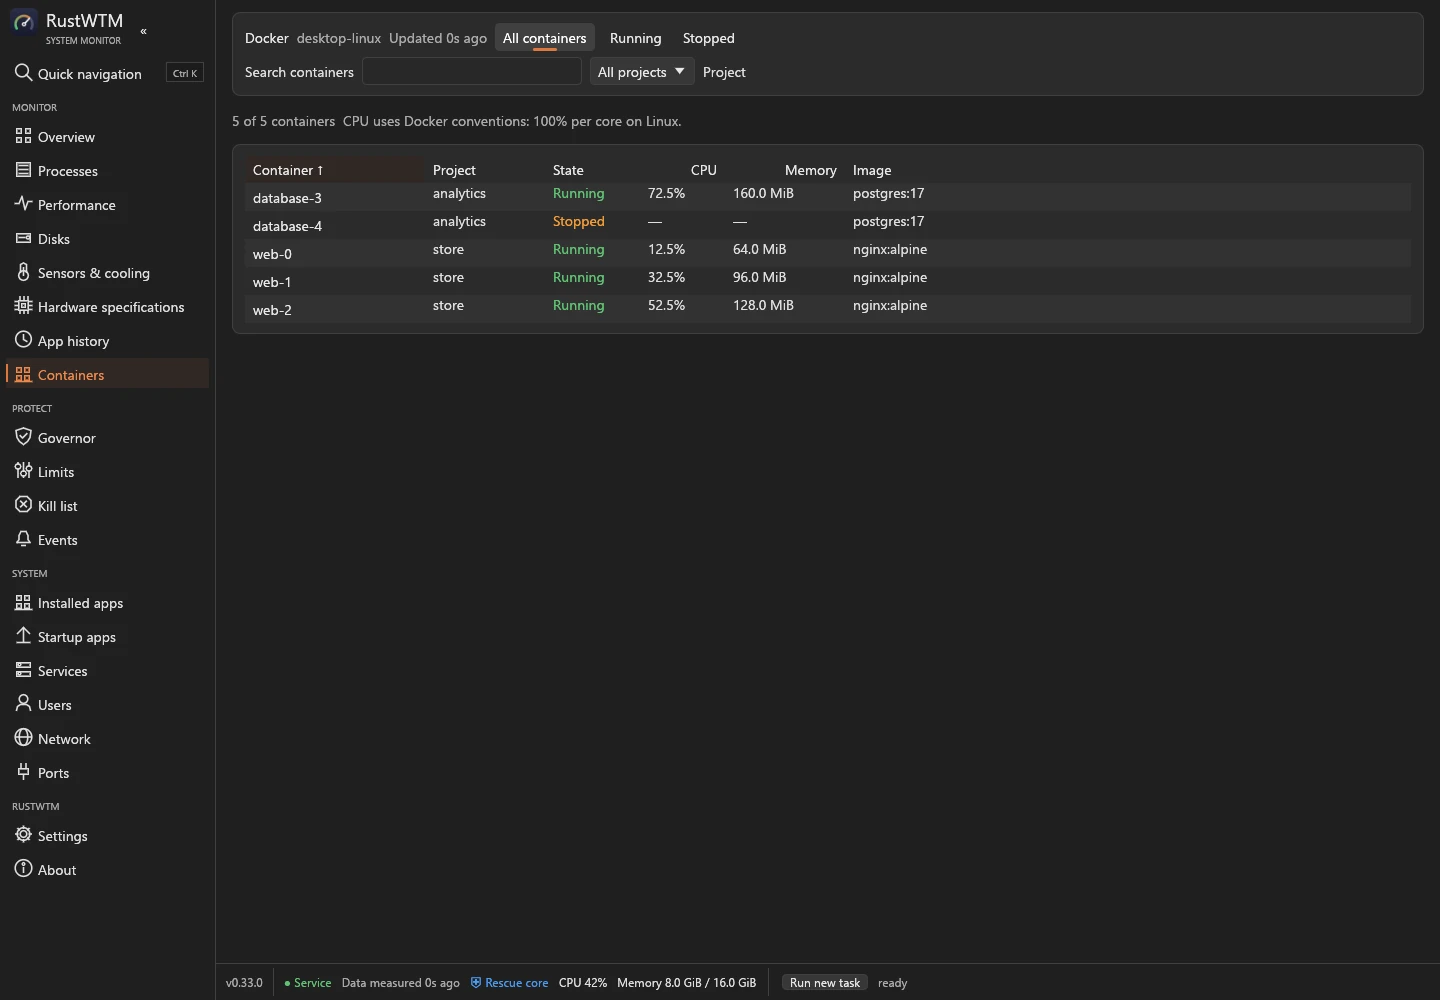 RustWTM
SYSTEM MONITOR
«
Quick navigation Ctrl K
MONITOR
Overview
Processes
Performance
Disks
Sensors & cooling
Hardware specifications
App history
Containers
PROTECT
Governor
Limits
Kill list
Events
SYSTEM
Installed apps
Startup apps
Services
Users
Network
Ports
RUSTWTM
Settings
About
Docker desktop-linux Updated 0s ago All containers Running Stopped
Search containers All projects ▼ Project
5 of 5 containers CPU uses Docker conventions: 100% per core on Linux.
Container ↑ Project State CPU Memory Image
database-3 analytics Running 72.5% 160.0 MiB postgres:17
database-4 analytics Stopped — — postgres:17
web-0 store Running 12.5% 64.0 MiB nginx:alpine
web-1 store Running 32.5% 96.0 MiB nginx:alpine
web-2 store Running 52.5% 128.0 MiB nginx:alpine
v0.33.0 ● Service Data measured 0s ago Rescue core CPU 42% Memory 8.0 GiB / 16.0 GiB Run new task ready